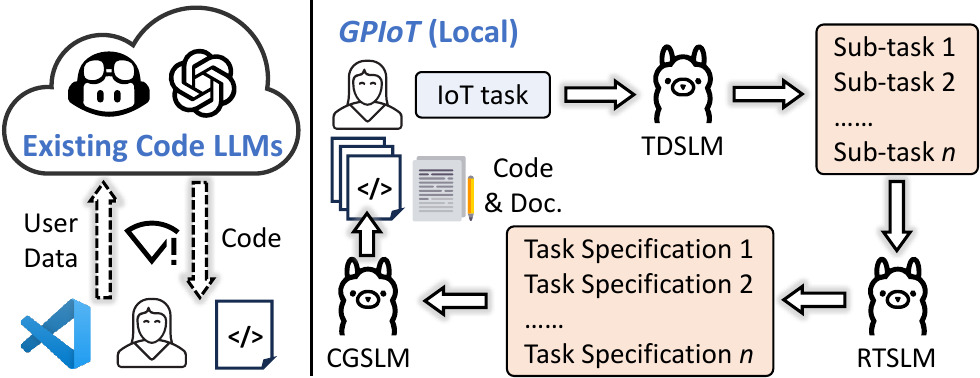 Existing Code LLMs
User
Data
Code
</>
GPIoT (Local)
IoT task
TDSLM
Sub-task 1
Sub-task 2
......
Sub-task n
RTSLM
Task Specification 1
Task Specification 2
......
Task Specification n
CGSLM
</>
Code
& Doc.